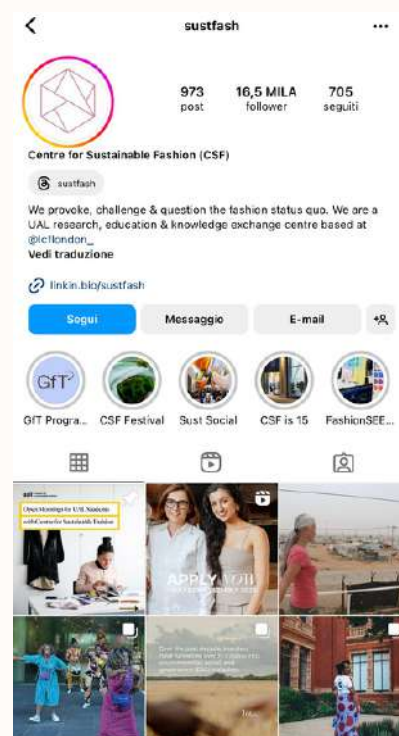 sustfash
973 16,5 MILA 705
post follower seguiti
Centre for Sustainable Fashion (CSF)
sustfash
We provoke, challenge & question the fashion status quo. We are a
UAL research, education & knowledge exchange centre based at
@lcflondon_
Vedi traduzione
linkin.bio/sustfash
Segui Messaggio E-mail
GfT
GfT Progra... CSF Festival Sust Social CSF is 15 FashionSEE...
Open Mornings for UAL Students
with Centre for Sustainable Fashion
APPLY NOW